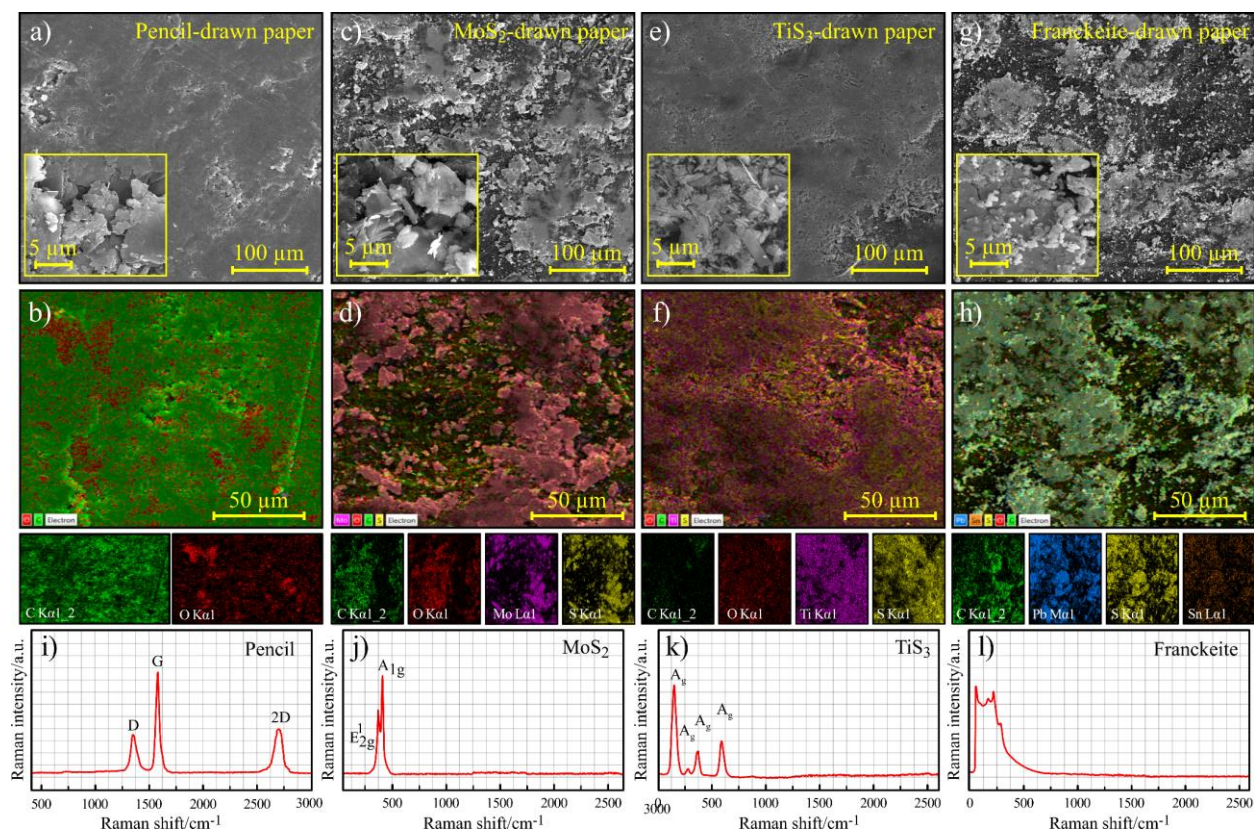 a) Pencil-drawn paper
5 µm
100 µm
c) MoS2-drawn paper
5 µm
100 µm
e) TiS3-drawn paper
5 µm
100 µm
g) Franckeite-drawn paper
5 µm
100 µm
b)
50 µm
O C Electron
d)
50 µm
Mo O C S Electron
f)
50 µm
O C Ti S Electron
h)
50 µm
Pb Sn S O C Electron
C Kα1_2
O Kα1
C Kα1_2
O Kα1
Mo Lα1
S Kα1
C Kα1_2
O Kα1
Ti Kα1
S Kα1
C Kα1_2
Pb Mα1
S Kα1
Sn Lα1
i) Pencil
Raman intensity/a.u.
D
G
2D
500 1000 1500 2000 2500 3000
Raman shift/cm-1
j) MoS2
Raman intensity/a.u.
E12g
A1g
500 1000 1500 2000 2500
Raman shift/cm-1
k) TiS3
Raman intensity/a.u.
Ag
Ag
Ag
Ag
3000 500 1000 1500 2000 2500
Raman shift/cm-1
l) Franckeite
Raman intensity/a.u.
0 500 1000 1500 2000 2500
Raman shift/cm-1